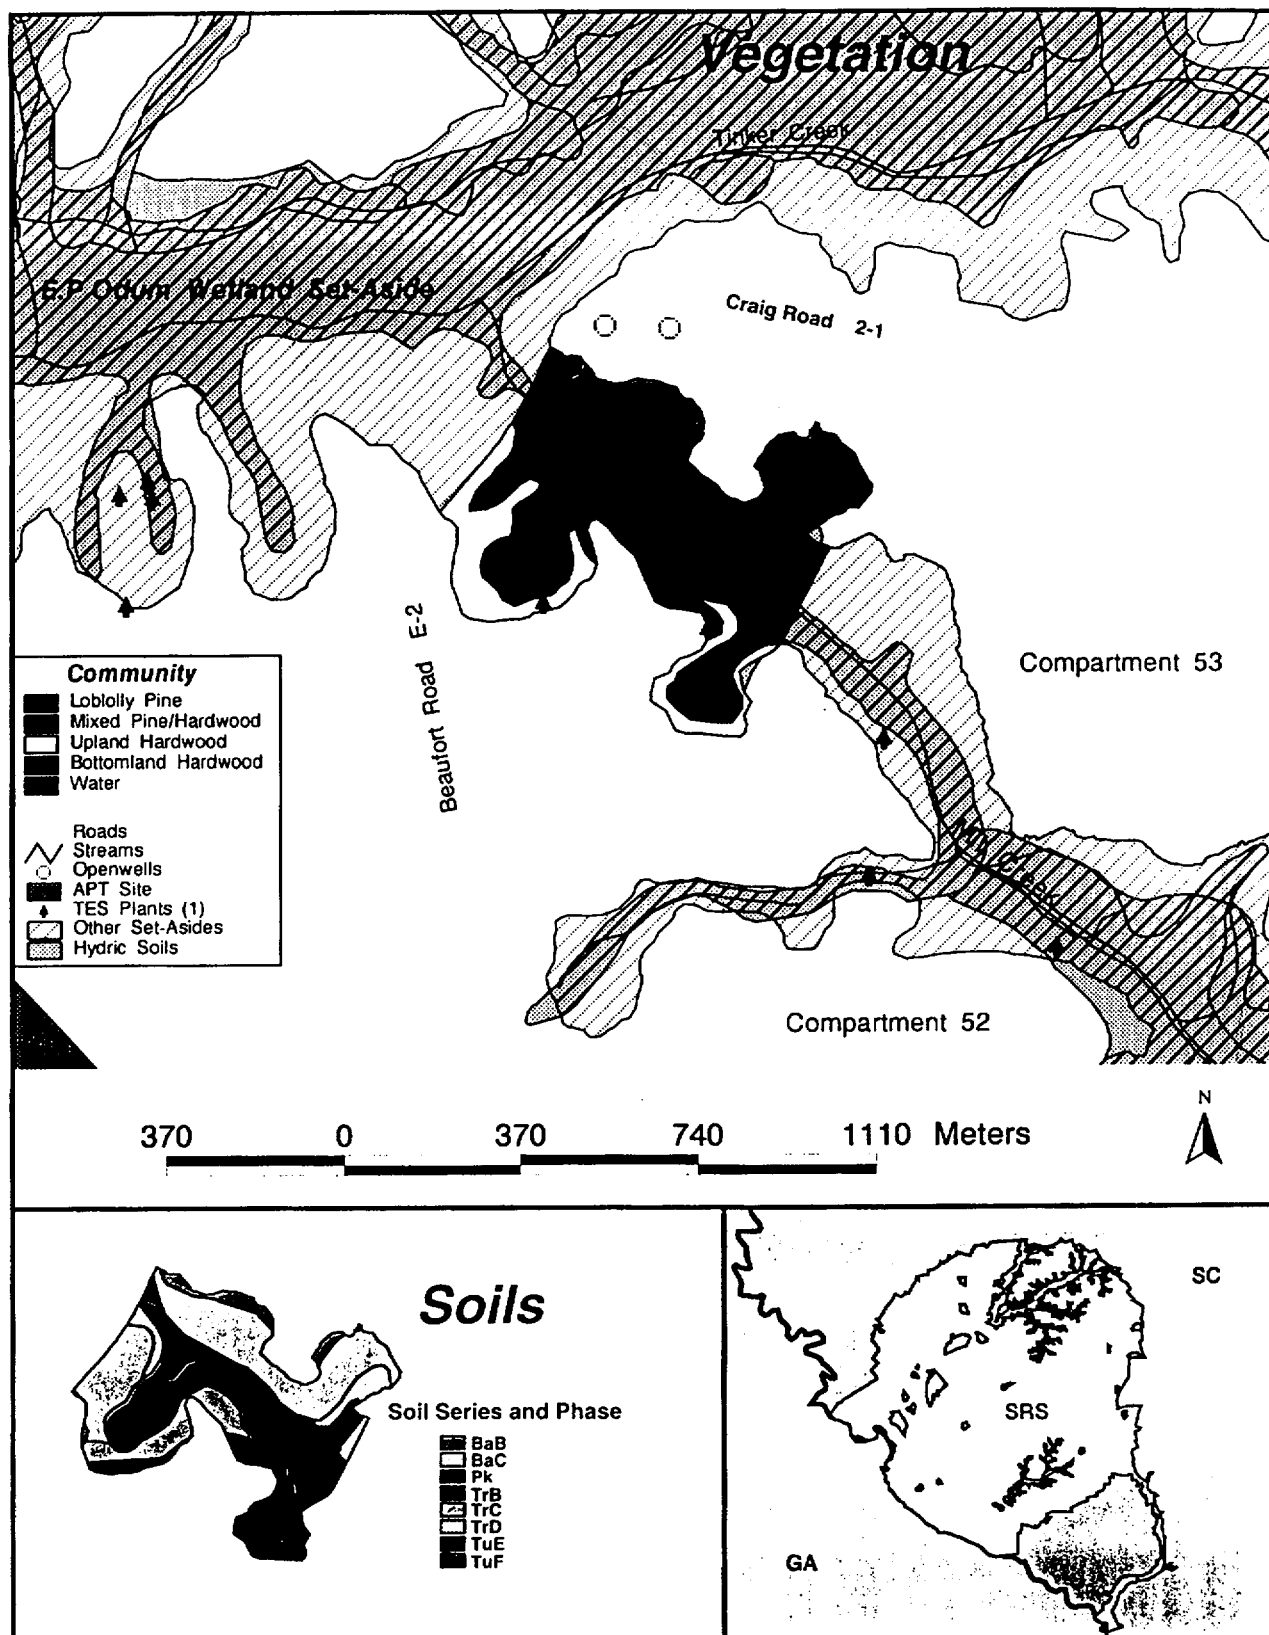 Vegetation
Tinker Creek
E.P. Odum Wetland Set-Aside
Craig Road 2-1
Beaufort Road E-2
Compartment 53
Community
Loblolly Pine
Mixed Pine/Hardwood
Upland Hardwood
Bottomland Hardwood
Water
Roads
Streams
Openwells
APT Site
TES Plants (1)
Other Set-Asides
Hydric Soils
Mill Creek
Compartment 52
N
370 0 370 740 1110 Meters
Soils
Soil Series and Phase
BaB
BaC
Pk
TrB
TrC
TrD
TuE
TuF
SC
SRS
GA